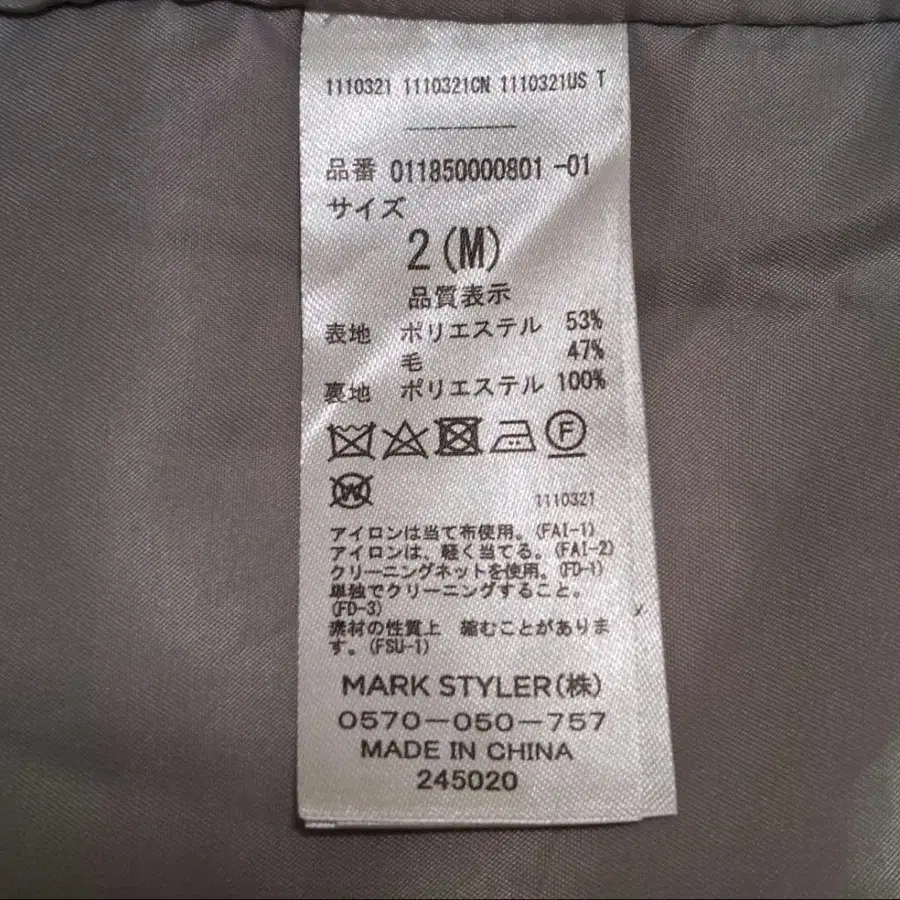 1110321 1110321CN 1110321US T
品番 011850000801 -01
サイズ
2(M)
品質表示
表地 ポリエステル 53%
毛 47%
裏地 ポリエステル 100%
F
W
1110321
アイロンは当て布使用。(FAI-1)
アイロンは、軽く当てる。(FAI-2)
クリーニングネットを使用。(FD-1)
単独でクリーニングすること。
(FD-3)
素材の性質上 縮むことがありま
す。(FSU-1)
MARK STYLER(株)
0570-050-757
MADE IN CHINA
245020